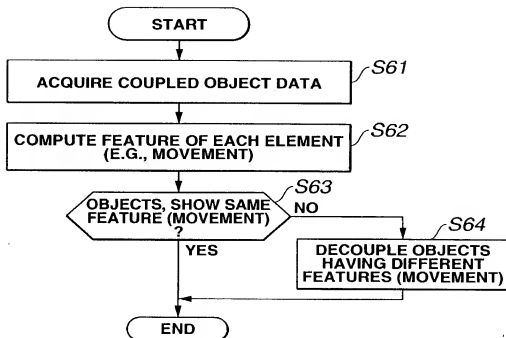 START
S61
ACQUIRE COUPLED OBJECT DATA
S62
COMPUTE FEATURE OF EACH ELEMENT
(E.G., MOVEMENT)
S63
OBJECTS, SHOW SAME
FEATURE (MOVEMENT)
?
NO
YES
S64
DECOUPLE OBJECTS
HAVING DIFFERENT
FEATURES (MOVEMENT)
END